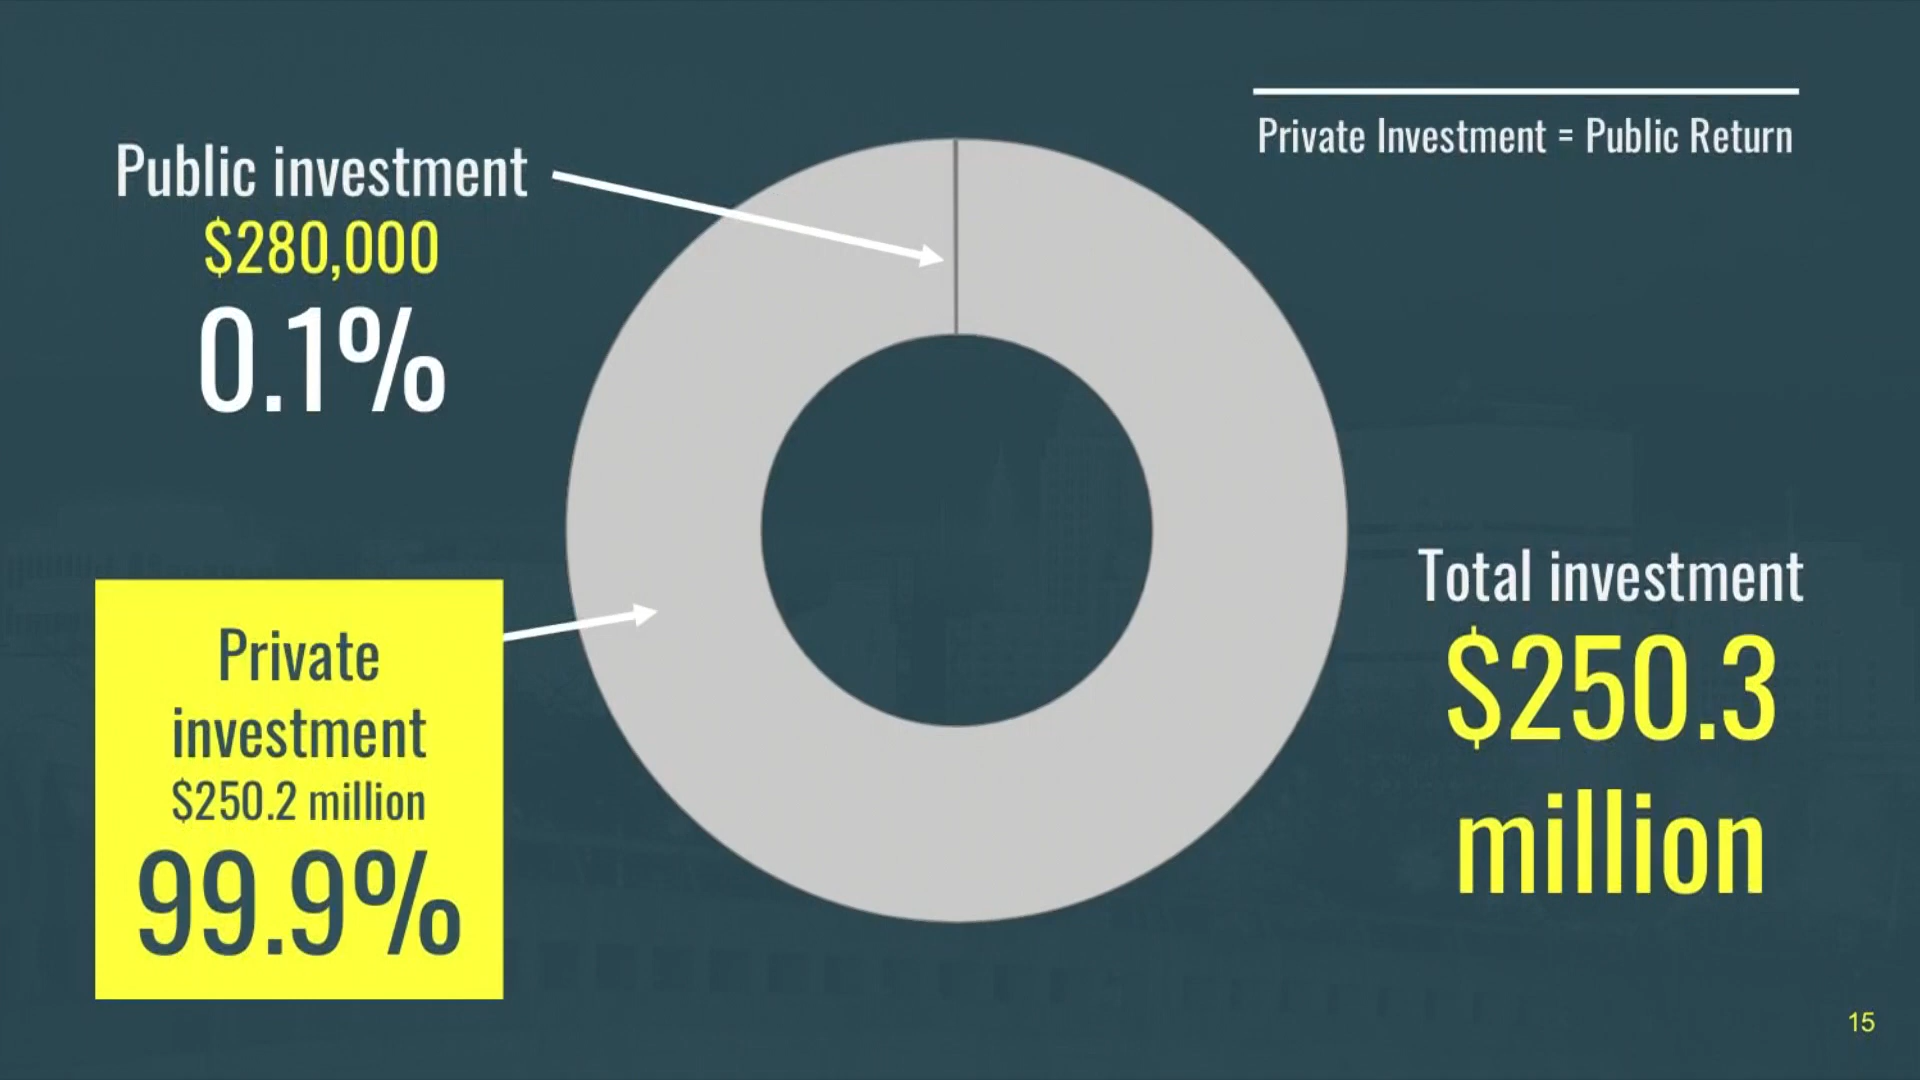 Private Investment = Public Return
Public investment
$280,000
0.1%
Private
investment
$250.2 million
99.9%
Total investment
$250.3
million
15